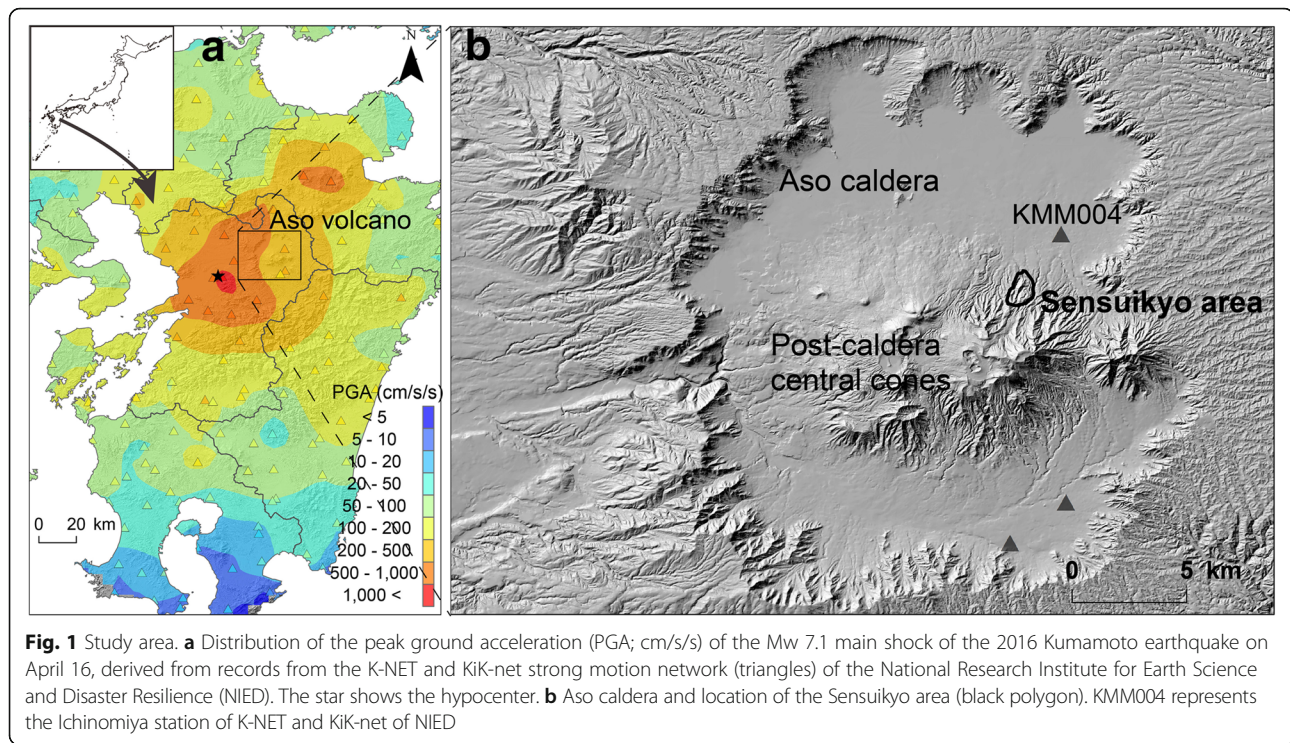 a
N
Aso volcano
PGA (cm/s/s)
< 5
5 - 10
10 - 20
20 - 50
50 - 100
100 - 200
200 - 500
500 - 1,000
1,000 <
0 20 km
b
Aso caldera
KMM004
Sensuikyo area
Post-caldera
central cones
0 5 km
Fig. 1 Study area. a Distribution of the peak ground acceleration (PGA; cm/s/s) of the Mw 7.1 main shock of the 2016 Kumamoto earthquake on
April 16, derived from records from the K-NET and KiK-net strong motion network (triangles) of the National Research Institute for Earth Science
and Disaster Resilience (NIED). The star shows the hypocenter. b Aso caldera and location of the Sensuikyo area (black polygon). KMM004 represents
the Ichinomiya station of K-NET and KiK-net of NIED